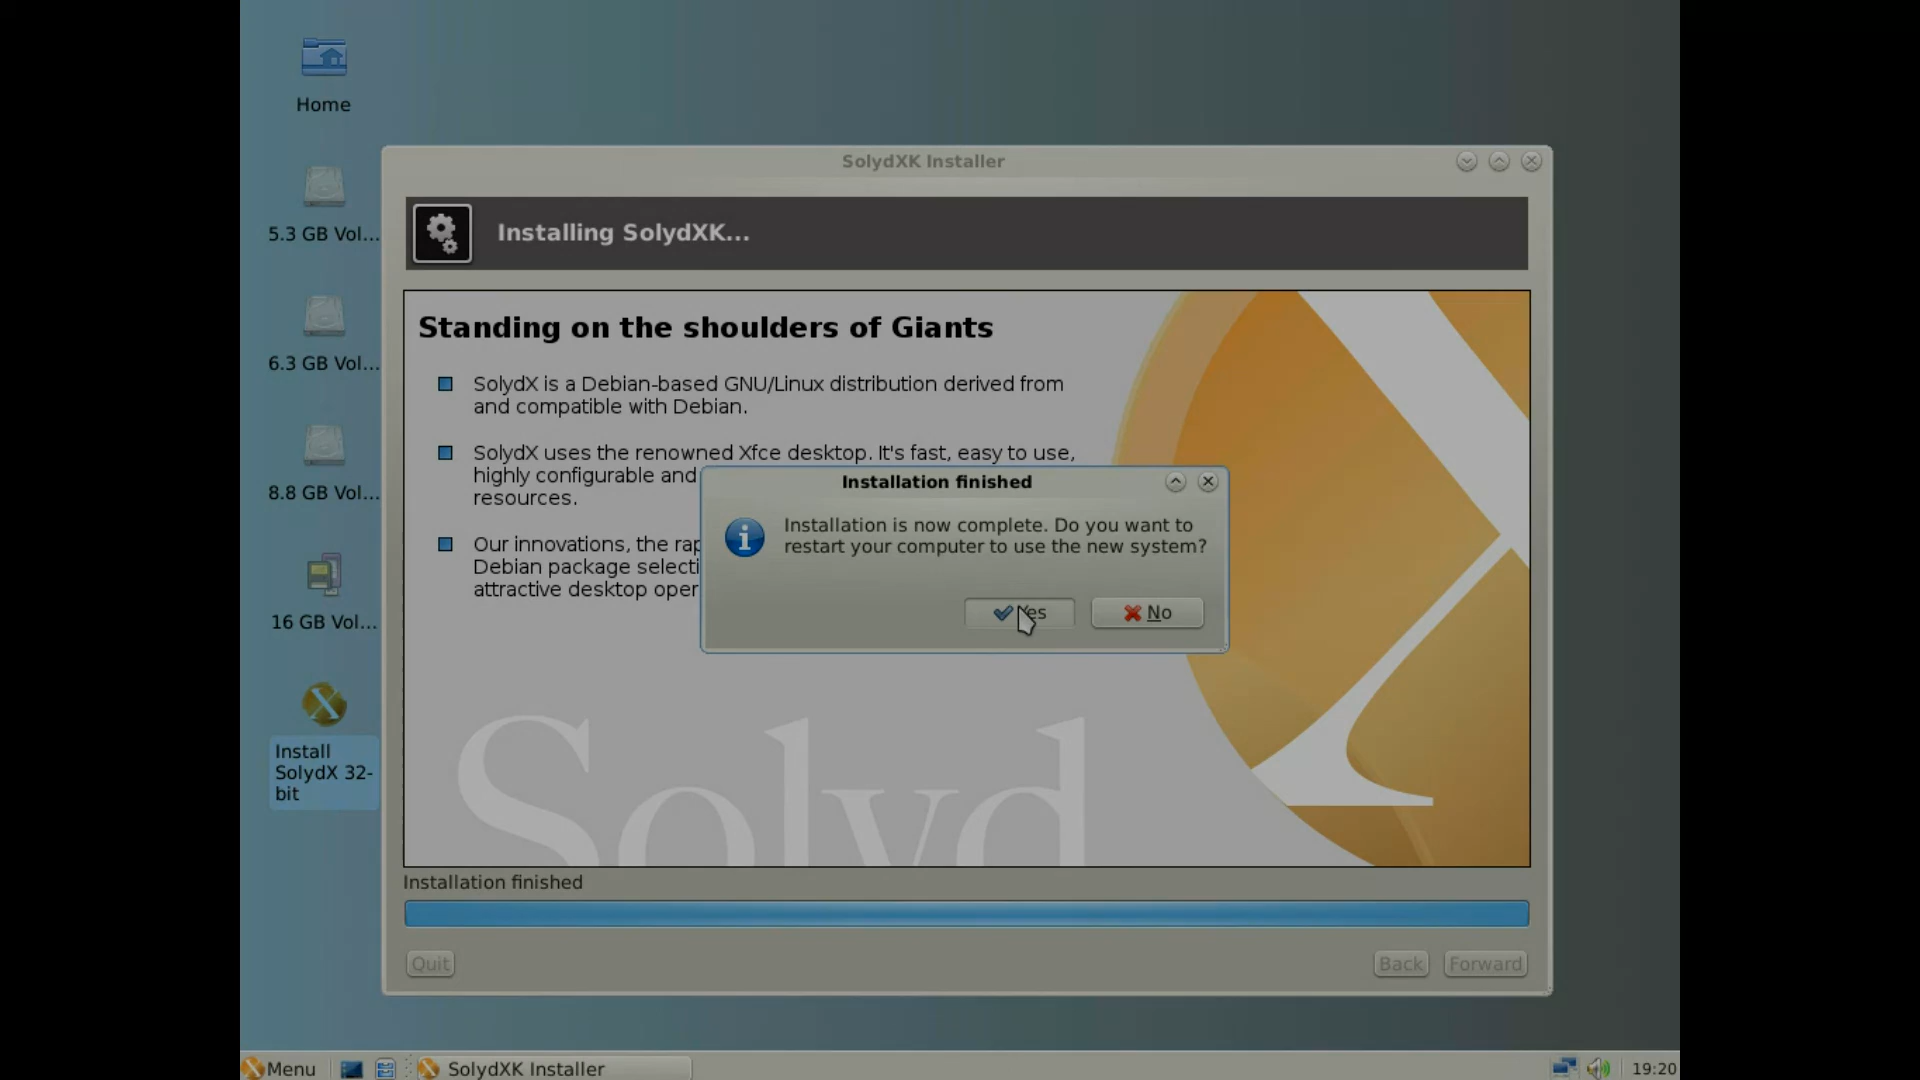 Home
5.3 GB Vol...
6.3 GB Vol...
8.8 GB Vol...
16 GB Vol...
Install
SolydX 32-
bit
SolydXK Installer
Installing SolydXK...
Standing on the shoulders of Giants
SolydX is a Debian-based GNU/Linux distribution derived from
and compatible with Debian.
SolydX uses the renowned Xfce desktop. It's fast, easy to use,
highly configurable and
resources.
Our innovations, the
Debian package
attractive desktop
Installation finished
Installation is now complete. Do you want to
restart your computer to use the new system?
Yes
No
Solyd
Installation finished
Quit
Back
Forward
Menu
SolydXK Installer
19:20